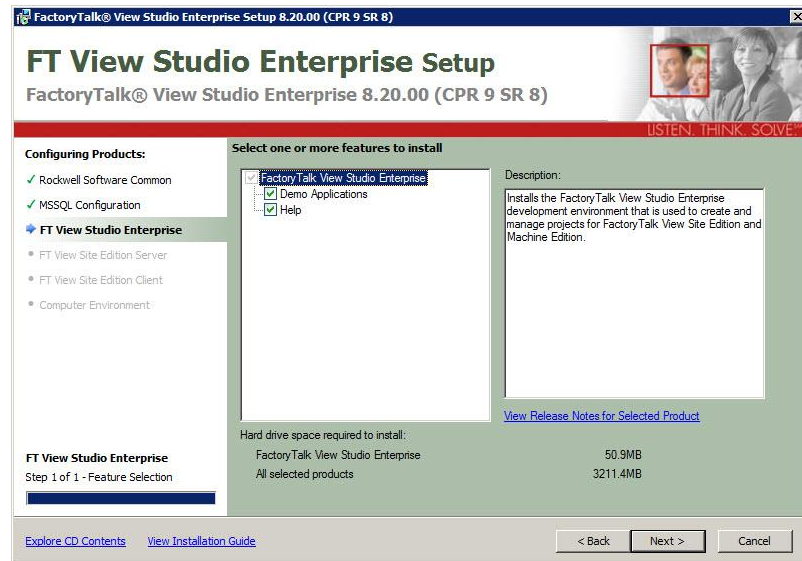 FactoryTalk® View Studio Enterprise Setup 8.20.00 (CPR 9 SR 8)
FT View Studio Enterprise Setup
FactoryTalk® View Studio Enterprise 8.20.00 (CPR 9 SR 8)
LISTEN. THINK. SOLVE.℠
Configuring Products:
Rockwell Software Common
MSSQL Configuration
FT View Studio Enterprise
FT View Site Edition Server
FT View Site Edition Client
Computer Environment
FT View Studio Enterprise
Step 1 of 1 - Feature Selection
Select one or more features to install
FactoryTalk View Studio Enterprise
Demo Applications
Help
Description:
Installs the FactoryTalk View Studio Enterprise
development environment that is used to create and
manage projects for FactoryTalk View Site Edition and
Machine Edition.
View Release Notes for Selected Product
Hard drive space required to install:
FactoryTalk View Studio Enterprise 50.9MB
All selected products 3211.4MB
Explore CD Contents View Installation Guide
< Back Next > Cancel